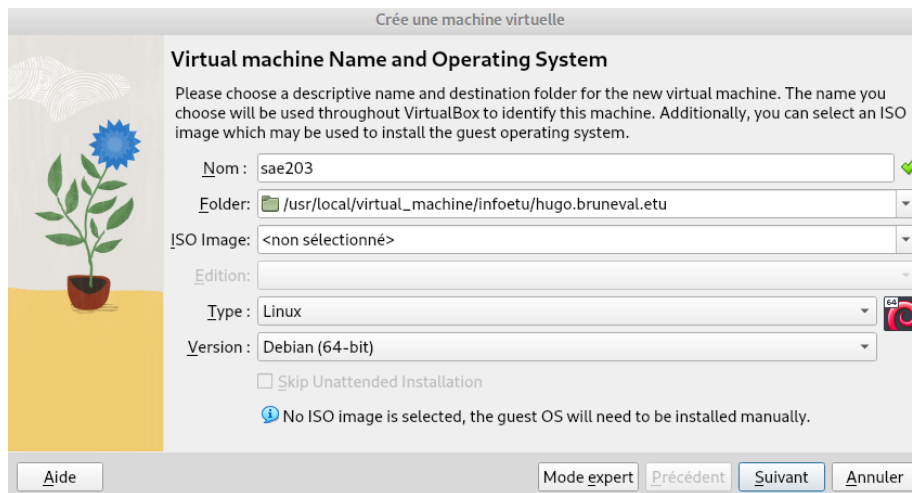 Crée une machine virtuelle
Virtual machine Name and Operating System
Please choose a descriptive name and destination folder for the new virtual machine. The name you
choose will be used throughout VirtualBox to identify this machine. Additionally, you can select an ISO
image which may be used to install the guest operating system.
Nom : sae203
Folder: /usr/local/virtual_machine/infoetu/hugo.bruneval.etu
ISO Image: <non sélectionné>
Edition:
Type : Linux
64
Version : Debian (64-bit)
Skip Unattended Installation
No ISO image is selected, the guest OS will need to be installed manually.
Aide Mode expert Précédent Suivant Annuler